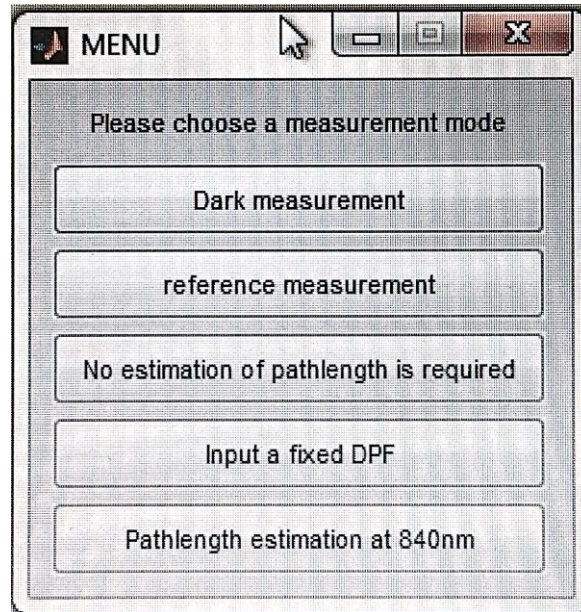 MENU
Please choose a measurement mode
Dark measurement
reference measurement
No estimation of pathlength is required
Input a fixed DPF
Pathlength estimation at 840nm